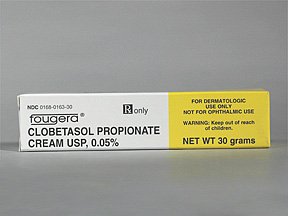 NDC 0168-0163-30
fougera®
Rx only
CLOBETASOL PROPIONATE
CREAM USP, 0.05%
FOR DERMATOLOGIC
USE ONLY
NOT FOR OPHTHALMIC USE
WARNING: Keep out of reach
of children.
NET WT 30 grams